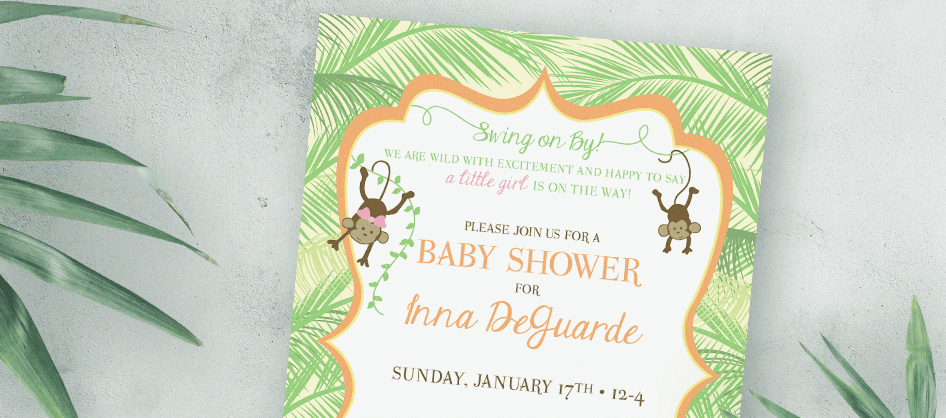 Swing on By!
WE ARE WILD WITH EXCITEMENT AND HAPPY TO SAY
a little girl IS ON THE WAY!
PLEASE JOIN US FOR A
BABY SHOWER
FOR
Inna DeGuarde
SUNDAY, JANUARY 17TH • 12-4